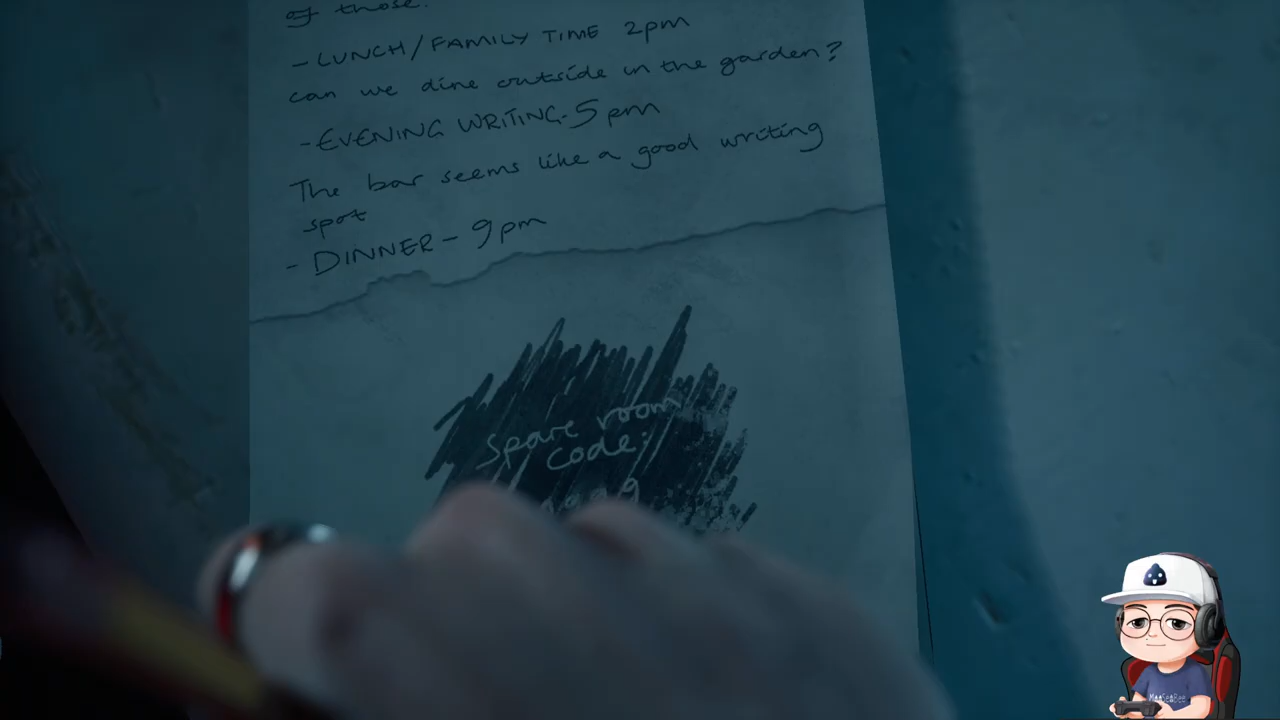 of those.
- LUNCH/FAMILY TIME 2pm
can we dine outside in the garden?
- EVENING WRITING - 5pm
The bar seems like a good writing
spot
- DINNER - 9pm
Spare room
code: